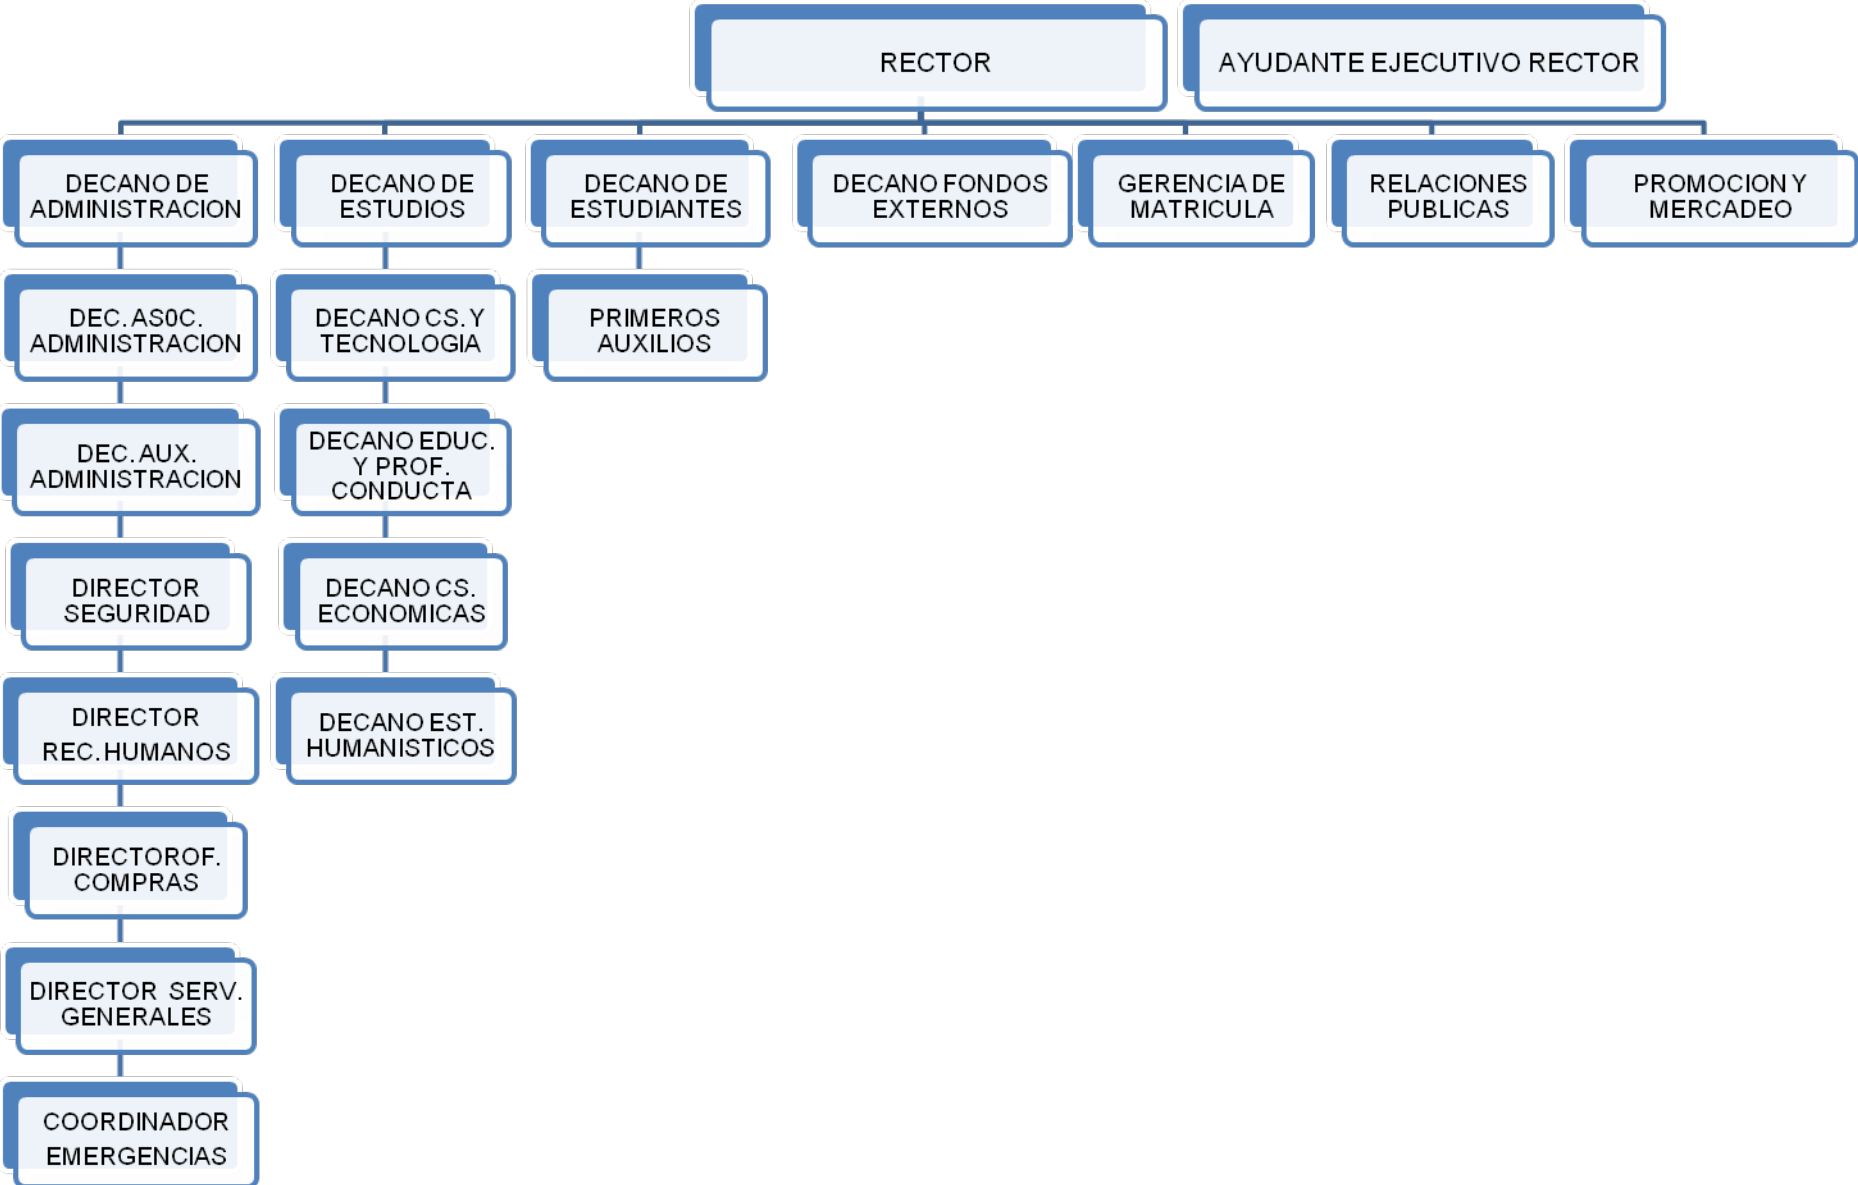 RECTOR
AYUDANTE EJECUTIVO RECTOR
DECANO DE
ADMINISTRACION
DECANO DE
ESTUDIOS
DECANO DE
ESTUDIANTES
DECANO FONDOS
EXTERNOS
GERENCIA DE
MATRICULA
RELACIONES
PUBLICAS
PROMOCION Y
MERCADEO
DEC. AS0C.
ADMINISTRACION
DECANO CS. Y
TECNOLOGIA
PRIMEROS
AUXILIOS
DEC. AUX.
ADMINISTRACION
DECANO EDUC.
Y PROF.
CONDUCTA
DIRECTOR
SEGURIDAD
DECANO CS.
ECONOMICAS
DIRECTOR
REC. HUMANOS
DECANO EST.
HUMANISTICOS
DIRECTOROF.
COMPRAS
DIRECTOR SERV.
GENERALES
COORDINADOR
EMERGENCIAS